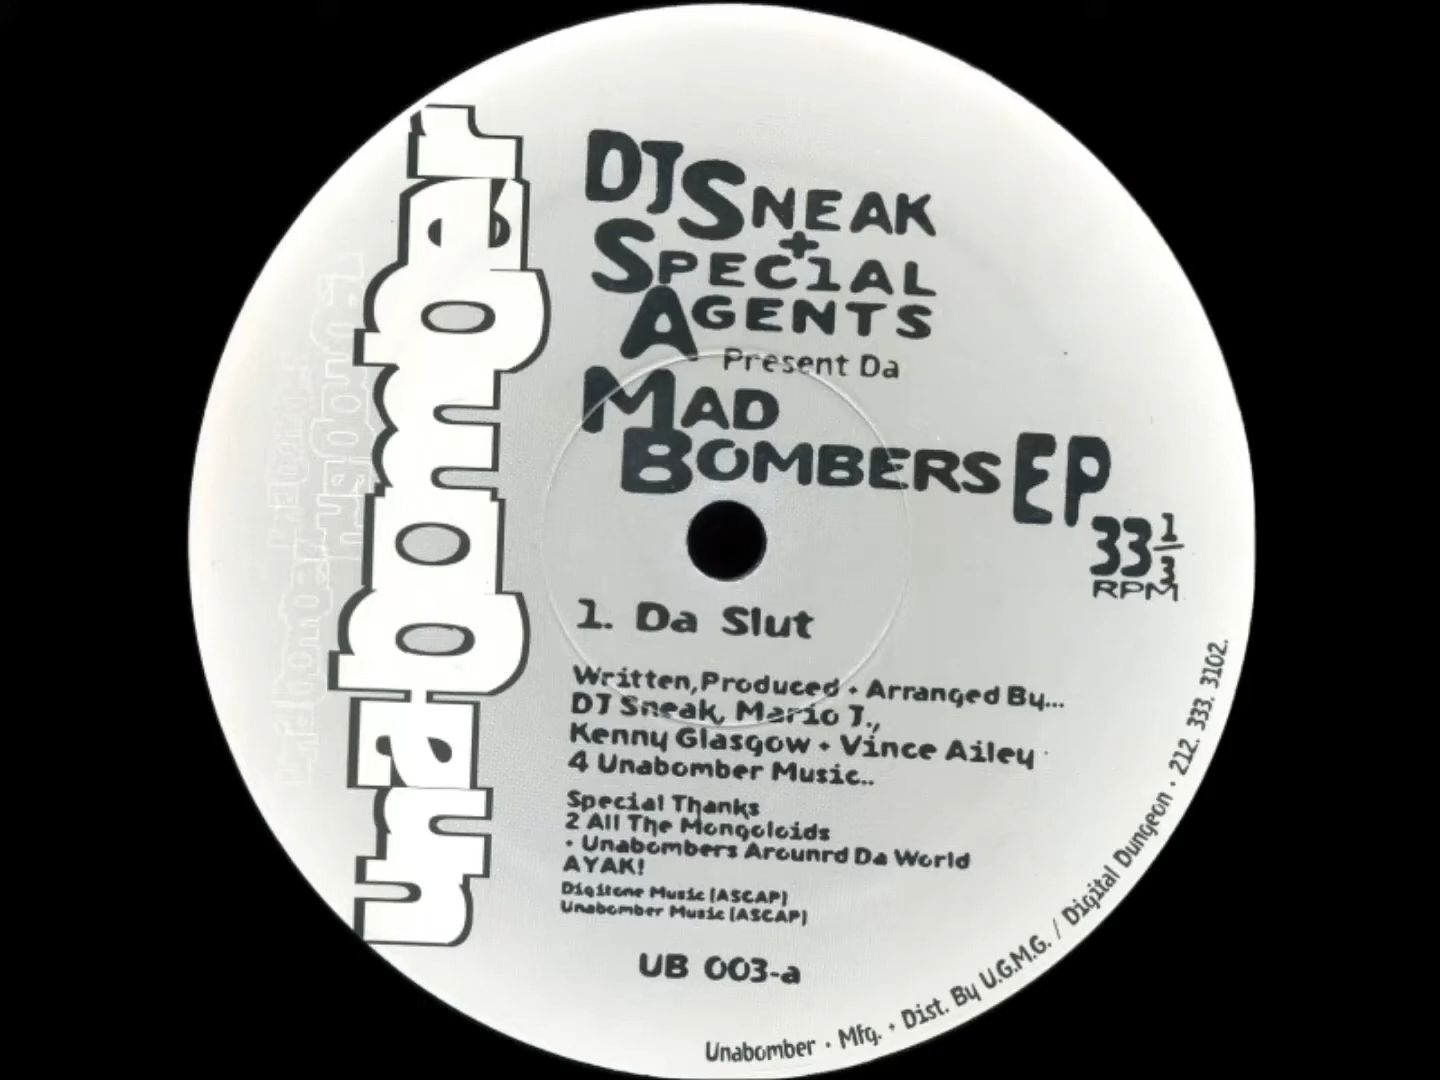 unabomber
DJ SNEAK
+
SPEC1AL
AGENTS
Present Da
MAD
BOMBERS EP
33 1/3
RPM
1. Da Slut
Written,Produced + Arranged By...
DJ Sneak, Mario J.,
Kenny Glasgow + Vince Ailey
4 Unabomber Music..
Special Thanks
2 All The Mongoloids
+ Unabombers Arounrd Da World
AYAK!
Digitone Music (ASCAP)
Unabomber Music (ASCAP)
UB 003-a
Unabomber • Mfg. + Dist. By U.G.M.G. / Digital Dungeon • 212. 333. 3102.